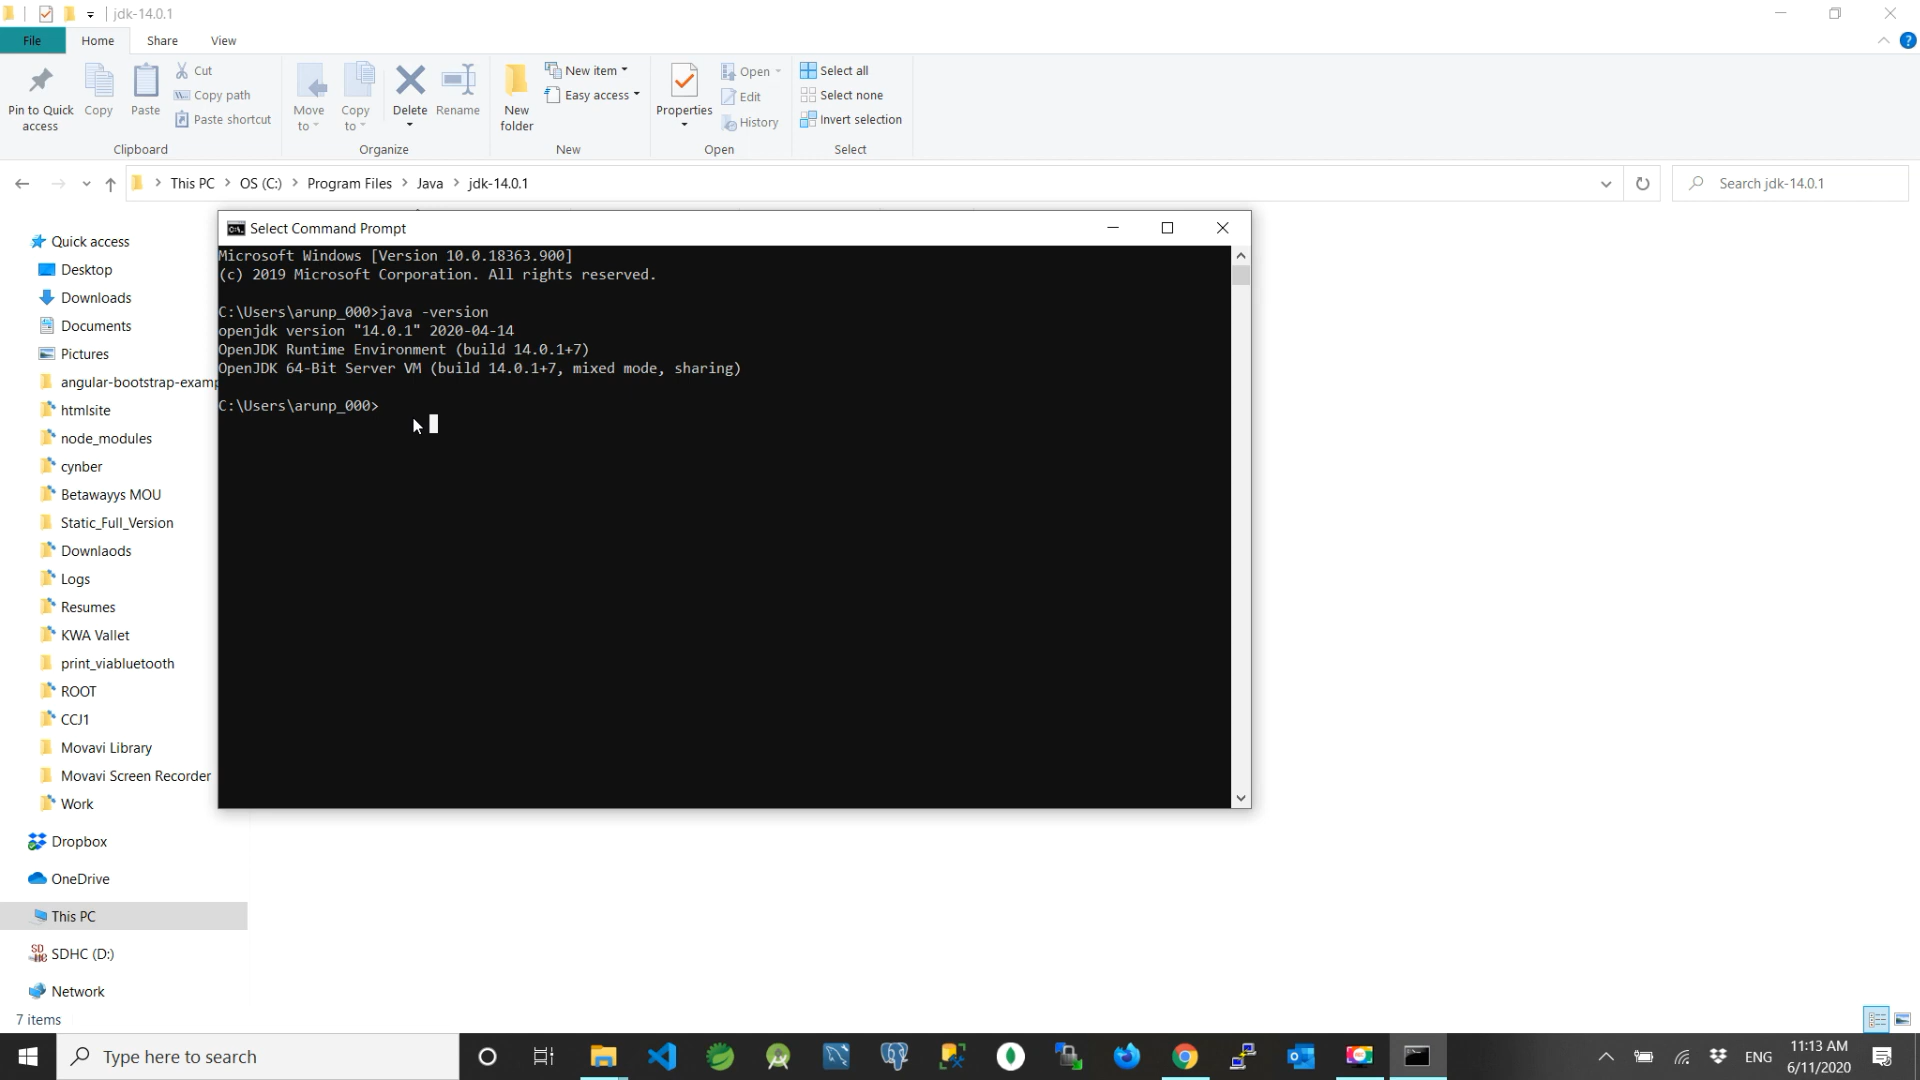 jdk-14.0.1
File Home Share View
Pin to Quick access
Copy
Paste
Cut
Copy path
Paste shortcut
Clipboard
Move to
Copy to
Delete
Rename
Organize
New folder
New item
Easy access
New
Properties
Open
Edit
History
Open
Select all
Select none
Invert selection
Select
This PC > OS (C:) > Program Files > Java > jdk-14.0.1
Search jdk-14.0.1
Quick access
Desktop
Downloads
Documents
Pictures
angular-bootstrap-examp
htmlsite
node_modules
cynber
Betawayys MOU
Static_Full_Version
Downlaods
Logs
Resumes
KWA Vallet
print_viabluetooth
ROOT
CCJ1
Movavi Library
Movavi Screen Recorder
Work
Dropbox
OneDrive
This PC
SDHC (D:)
Network
7 items
Select Command Prompt
Microsoft Windows [Version 10.0.18363.900]
(c) 2019 Microsoft Corporation. All rights reserved.
C:\Users\arunp_000>java -version
openjdk version "14.0.1" 2020-04-14
OpenJDK Runtime Environment (build 14.0.1+7)
OpenJDK 64-Bit Server VM (build 14.0.1+7, mixed mode, sharing)
C:\Users\arunp_000>
Type here to search
ENG
11:13 AM
6/11/2020